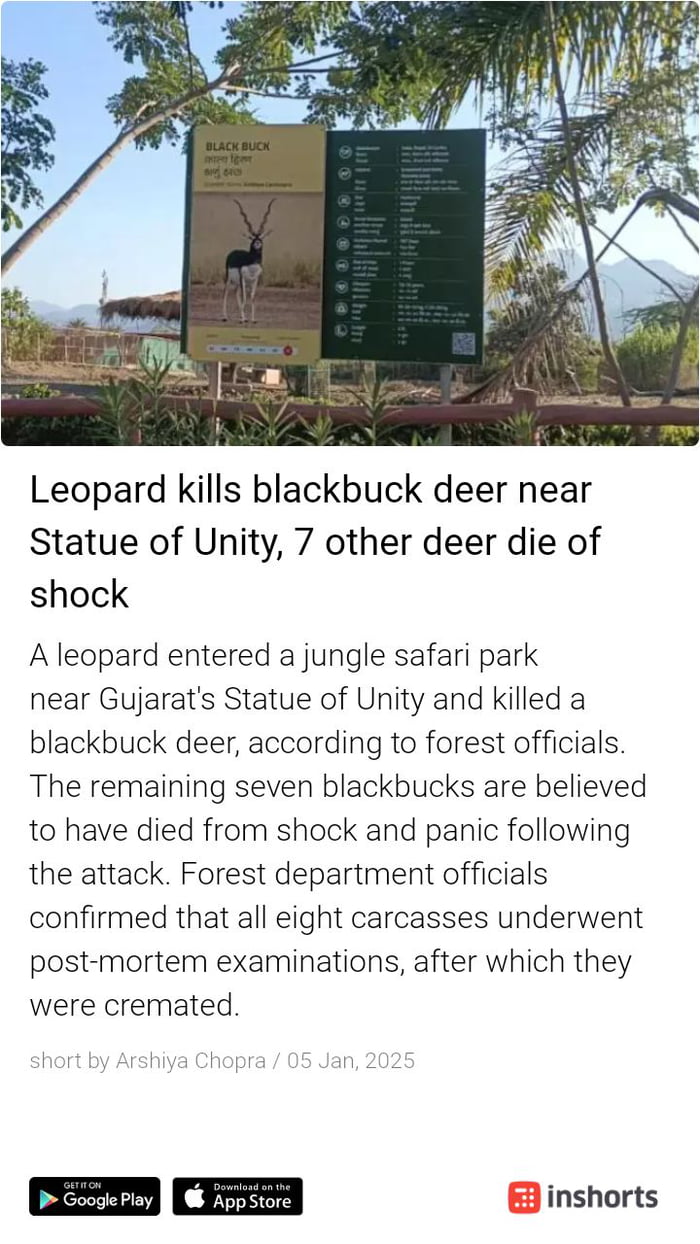 BLACK BUCK
काला हिरण
કાળું હરણ
Leopard kills blackbuck deer near
Statue of Unity, 7 other deer die of
shock
A leopard entered a jungle safari park
near Gujarat's Statue of Unity and killed a
blackbuck deer, according to forest officials.
The remaining seven blackbucks are believed
to have died from shock and panic following
the attack. Forest department officials
confirmed that all eight carcasses underwent
post-mortem examinations, after which they
were cremated.
short by Arshiya Chopra / 05 Jan, 2025
GET IT ON
Google Play
Download on the
App Store
inshorts